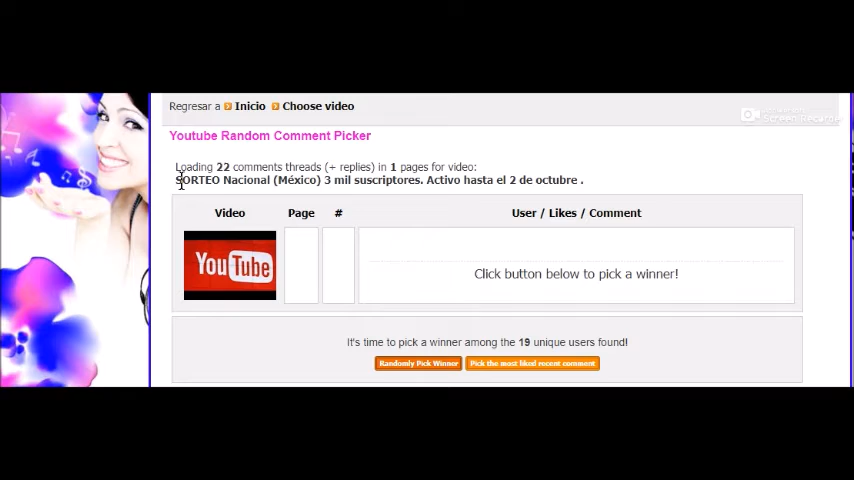 Regresar a Inicio Choose video
Screen Recorder
Youtube Random Comment Picker
Loading 22 comments threads (+ replies) in 1 pages for video:
SORTEO Nacional (México) 3 mil suscriptores. Activo hasta el 2 de octubre .
Video Page # User / Likes / Comment
YouTube
Click button below to pick a winner!
It's time to pick a winner among the 19 unique users found!
Randomly Pick Winner Pick the most liked recent comment